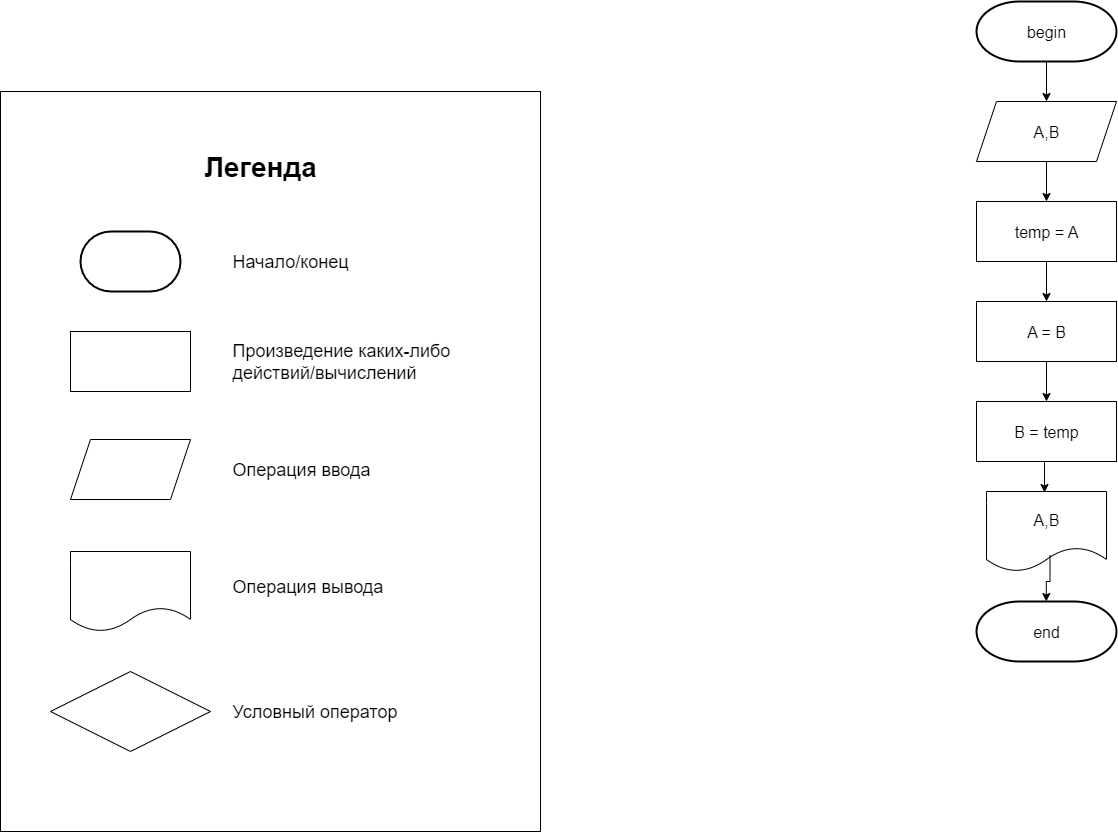 Легенда
Начало/конец
Произведение каких-либо
действий/вычислений
Операция ввода
Операция вывода
Условный оператор
begin
A,B
temp = A
A = B
B = temp
A,B
end